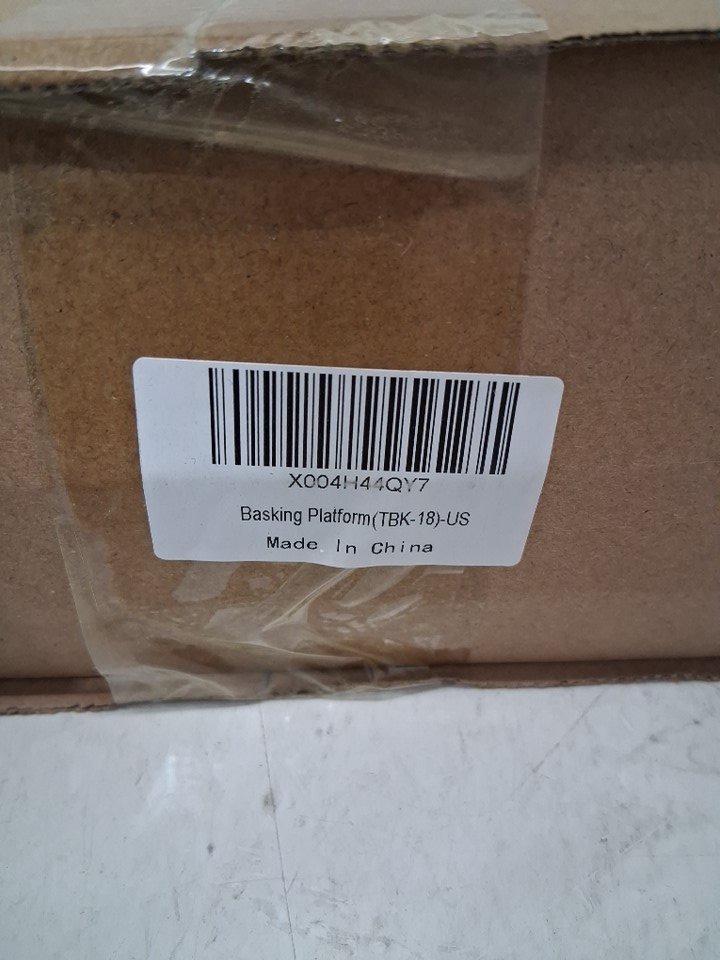 X004H44QY7
Basking Platform(TBK-18)-US
Made In China